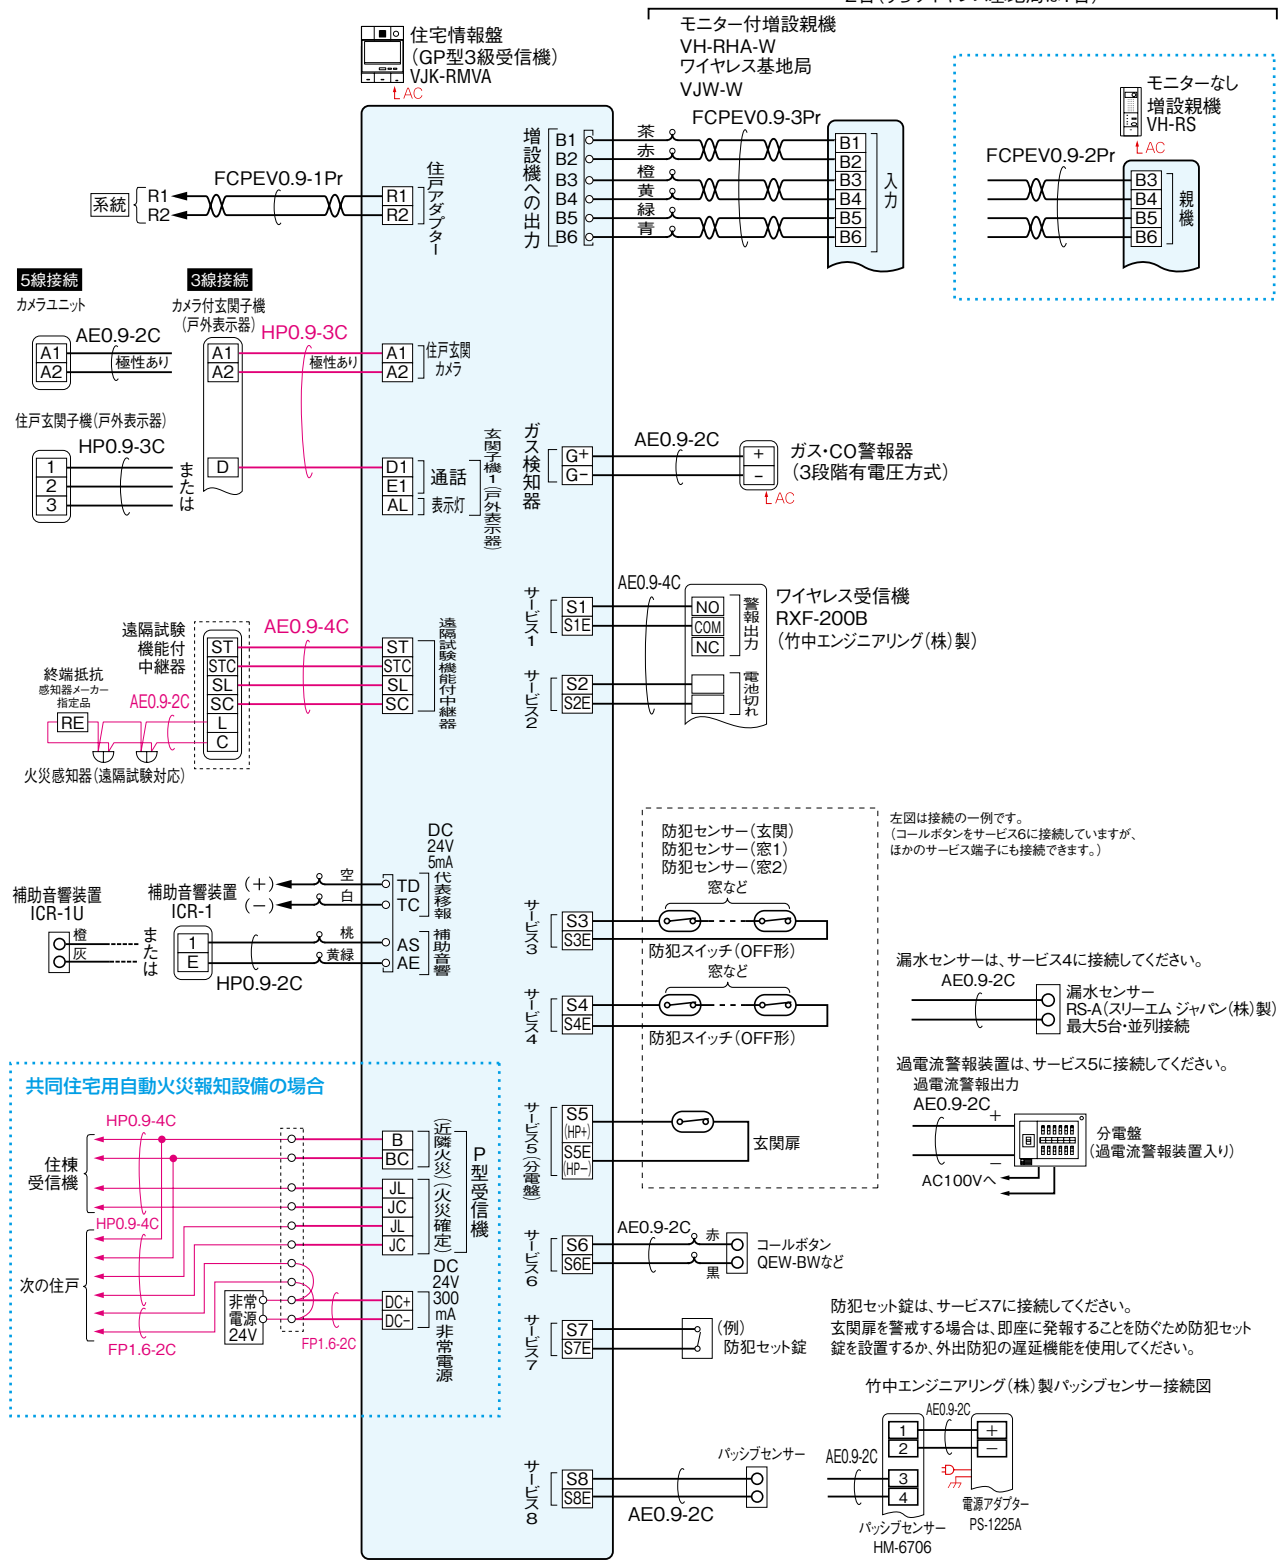 住宅情報盤
(GP型3級受信機)
VJK-RMVA
AC
モニター付増設親機
VH-RHA-W
ワイヤレス基地局
VJW-W
FCPEV0.9-3Pr
モニターなし
増設親機
VH-RS
AC
FCPEV0.9-2Pr
B3
B4
B5
B6
親機
系統
R1
R2
FCPEV0.9-1Pr
R1
R2
住戸アダプター
増設機への出力
B1 茶 B1
B2 赤 B2
B3 橙 B3
B4 黄 B4
B5 緑 B5
B6 青 B6
入力
5線接続
カメラユニット
AE0.9-2C
A1
A2
極性あり
3線接続
カメラ付玄関子機
(戸外表示器)
HP0.9-3C
A1
A2
極性あり
D
A1
A2
住戸玄関
カメラ
住戸玄関子機(戸外表示器)
HP0.9-3C
1
2
3
または
D1
E1
AL
通話
表示灯
玄関子機1(戸外表示器)
ガス検知器
G+
G−
AE0.9-2C
+
−
AC
ガス・CO警報器
(3段階有電圧方式)
遠隔試験
機能付
中継器
AE0.9-4C
ST
STC
SL
SC
L
C
ST
STC
SL
SC
遠隔試験機能付中継器
終端抵抗
感知器メーカー
指定品
RE
AE0.9-2C
火災感知器(遠隔試験対応)
サービス1
S1
S1E
AE0.9-4C
NO
COM
NC
警報出力
ワイヤレス受信機
RXF-200B
(竹中エンジニアリング(株)製)
サービス2
S2
S2E
電池切れ
DC
24V
5mA
代表移報
(+) 空 TD
(−) 白 TC
補助音響装置
ICR-1U
橙
灰
または
補助音響装置
ICR-1
1
E
HP0.9-2C
桃 AS
黄緑 AE
補助音響
防犯センサー(玄関)
防犯センサー(窓1)
防犯センサー(窓2)
窓など
サービス3
S3
S3E
防犯スイッチ(OFF形)
窓など
サービス4
S4
S4E
防犯スイッチ(OFF形)
サービス5(分電盤)
S5
(HP+)
S5E
(HP−)
玄関扉
左図は接続の一例です。
(コールボタンをサービス6に接続していますが、
ほかのサービス端子にも接続できます。)
漏水センサーは、サービス4に接続してください。
AE0.9-2C
漏水センサー
RS-A(スリーエム ジャパン(株)製)
最大5台・並列接続
過電流警報装置は、サービス5に接続してください。
過電流警報出力
AE0.9-2C
+
−
分電盤
(過電流警報装置入り)
AC100Vへ
共同住宅用自動火災報知設備の場合
HP0.9-4C
住棟
受信機
HP0.9-4C
次の住戸
FP1.6-2C
非常
電源
24V
FP1.6-2C
B
BC
(近隣火災)
JL
JC
JL
JC
(火災確定)
P型受信機
DC+
DC−
DC
24V
300
mA
非常電源
サービス6
S6
S6E
AE0.9-2C
赤
黒
コールボタン
QEW-BWなど
サービス7
S7
S7E
(例)
防犯セット錠
防犯セット錠は、サービス7に接続してください。
玄関扉を警戒する場合は、即座に発報することを防ぐため防犯セット
錠を設置するか、外出防犯の遅延機能を使用してください。
竹中エンジニアリング(株)製パッシブセンサー接続図
サービス8
S8
S8E
AE0.9-2C
パッシブセンサー
AE0.9-2C
1
2
3
4
AE0.9-2C
+
−
パッシブセンサー
HM-6706
電源アダプター
PS-1225A